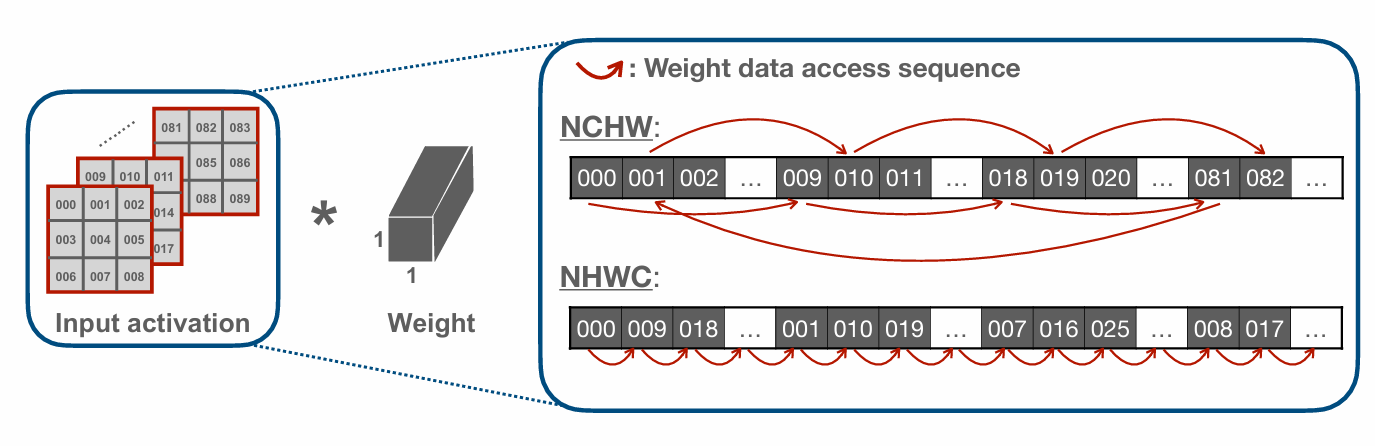 : Weight data access sequence
NCHW:
000 001 002 ... 009 010 011 ... 018 019 020 ... 081 082 ...
NHWC:
000 009 018 ... 001 010 019 ... 007 016 025 ... 008 017 ...
081 082 083
085 086
088 089
009 010 011
014
017
000 001 002
003 004 005
006 007 008
Input activation
*
1
1
Weight